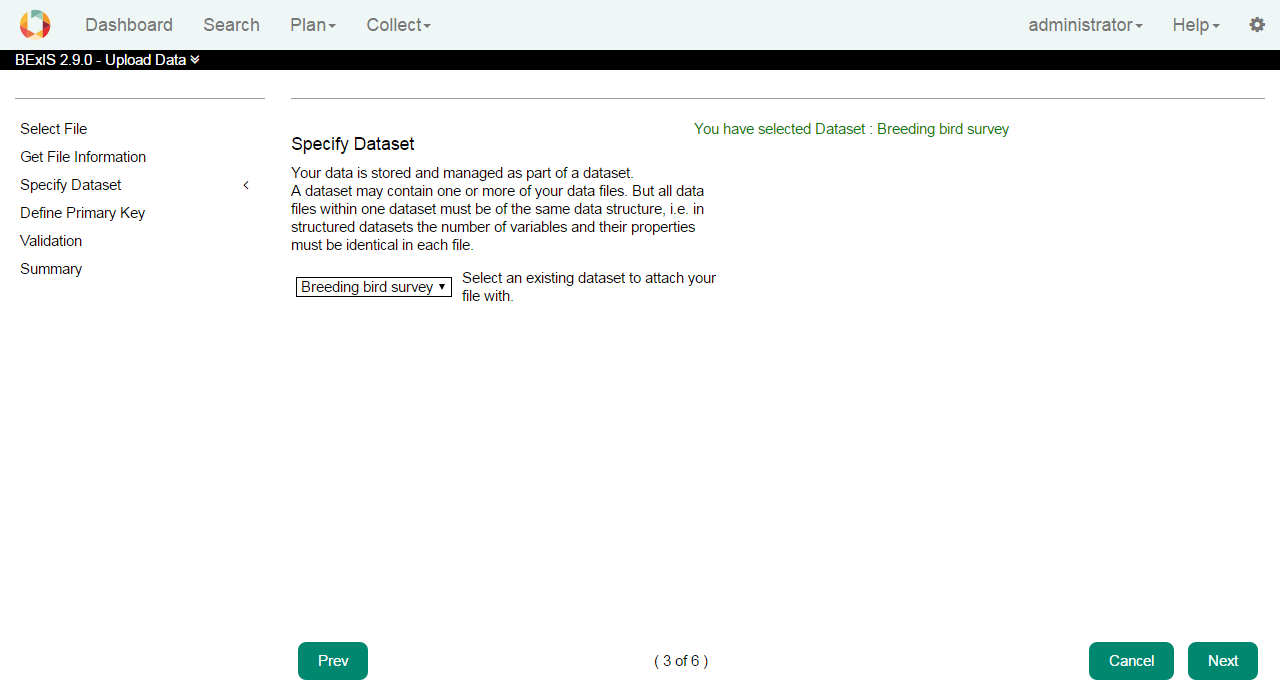 Dashboard Search Plan Collect administrator Help
BExIS 2.9.0 - Upload Data
Select File
Get File Information
Specify Dataset
Define Primary Key
Validation
Summary
Specify Dataset
You have selected Dataset : Breeding bird survey
Your data is stored and managed as part of a dataset.
A dataset may contain one or more of your data files. But all data
files within one dataset must be of the same data structure, i.e. in
structured datasets the number of variables and their properties
must be identical in each file.
Breeding bird survey
Select an existing dataset to attach your
file with.
Prev ( 3 of 6 ) Cancel Next